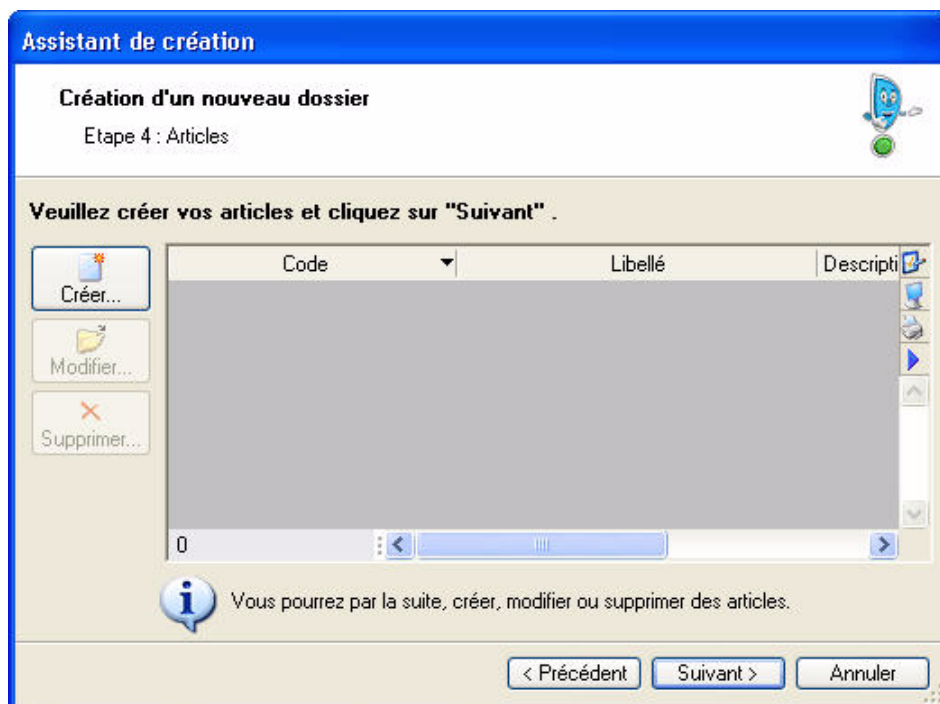 Assistant de création
Création d'un nouveau dossier
Etape 4 : Articles
Veuillez créer vos articles et cliquez sur "Suivant" .
Créer...
Modifier...
Supprimer...
Code Libellé Descripti
0
Vous pourrez par la suite, créer, modifier ou supprimer des articles.
< Précédent Suivant > Annuler